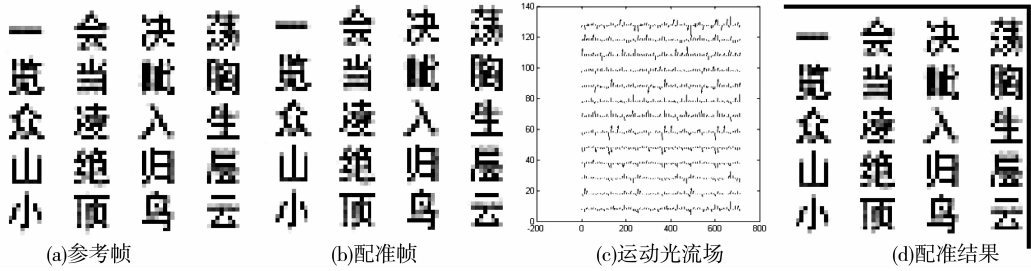 一 会 决 荡
览 当 眦 胸
众 凌 入 生
山 绝 归 层
小 顶 鸟 云
(a)参考帧
一 会 决 荡
览 当 眦 胸
众 凌 入 生
山 绝 归 层
小 顶 鸟 云
(b)配准帧
140
120
100
80
60
40
20
0
-200 0 200 400 600 800
(c)运动光流场
一 会 决 荡
览 当 眦 胸
众 凌 入 生
山 绝 归 层
小 顶 鸟 云
(d)配准结果